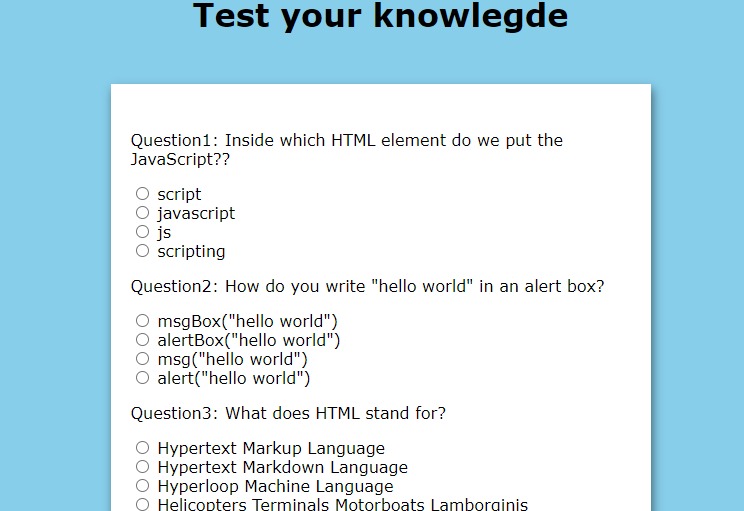 Test your knowlegde
Question1: Inside which HTML element do we put the
JavaScript??
script
javascript
js
scripting
Question2: How do you write "hello world" in an alert box?
msgBox("hello world")
alertBox("hello world")
msg("hello world")
alert("hello world")
Question3: What does HTML stand for?
Hypertext Markup Language
Hypertext Markdown Language
Hyperloop Machine Language
Helicopters Terminals Motorboats Lamborginis